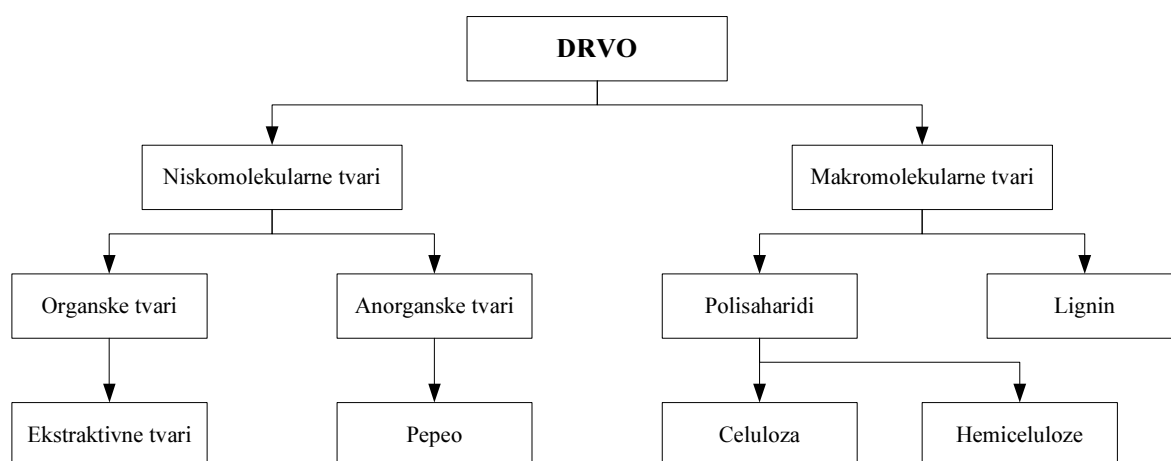 DRVO
Niskomolekularne tvari
Makromolekularne tvari
Organske tvari
Anorganske tvari
Polisaharidi
Lignin
Ekstraktivne tvari
Pepeo
Celuloza
Hemiceluloze